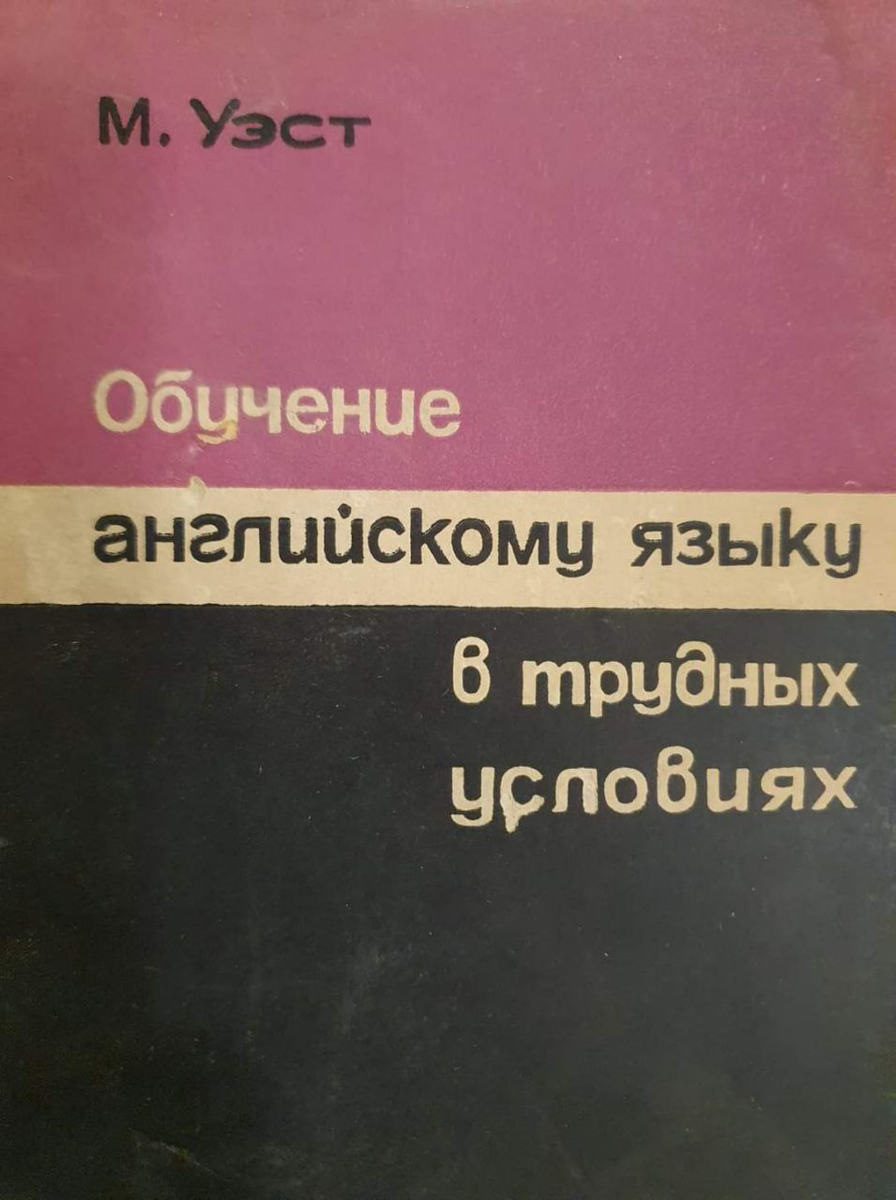 М. Уэст
Обучение
английскому языку
в трудных
условиях